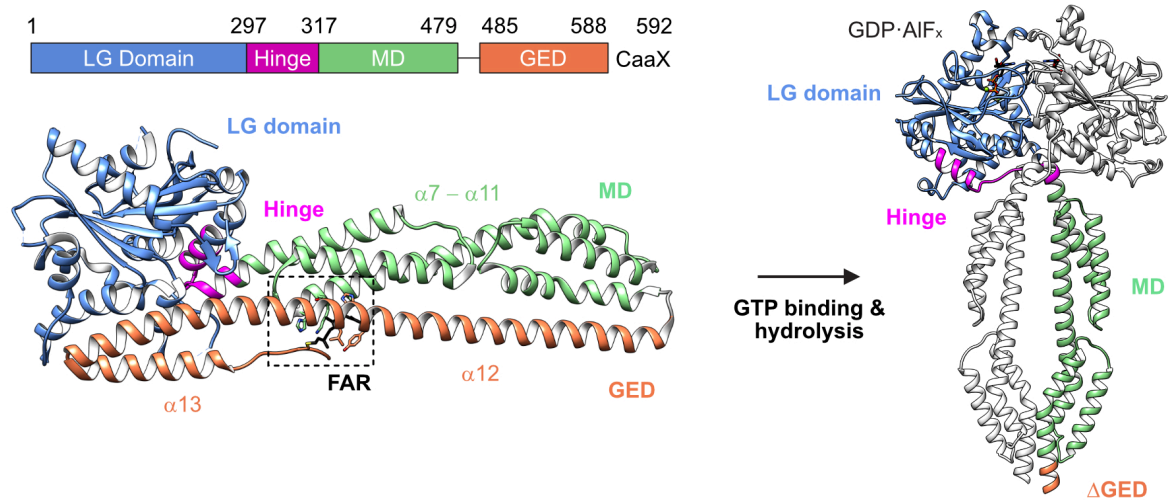 1 297 317 479 485 588 592
LG Domain Hinge MD GED CaaX
LG domain
Hinge
α7 – α11
MD
FAR
α12
GED
α13
GTP binding &
hydrolysis
GDP·AlFₓ
LG domain
Hinge
MD
ΔGED